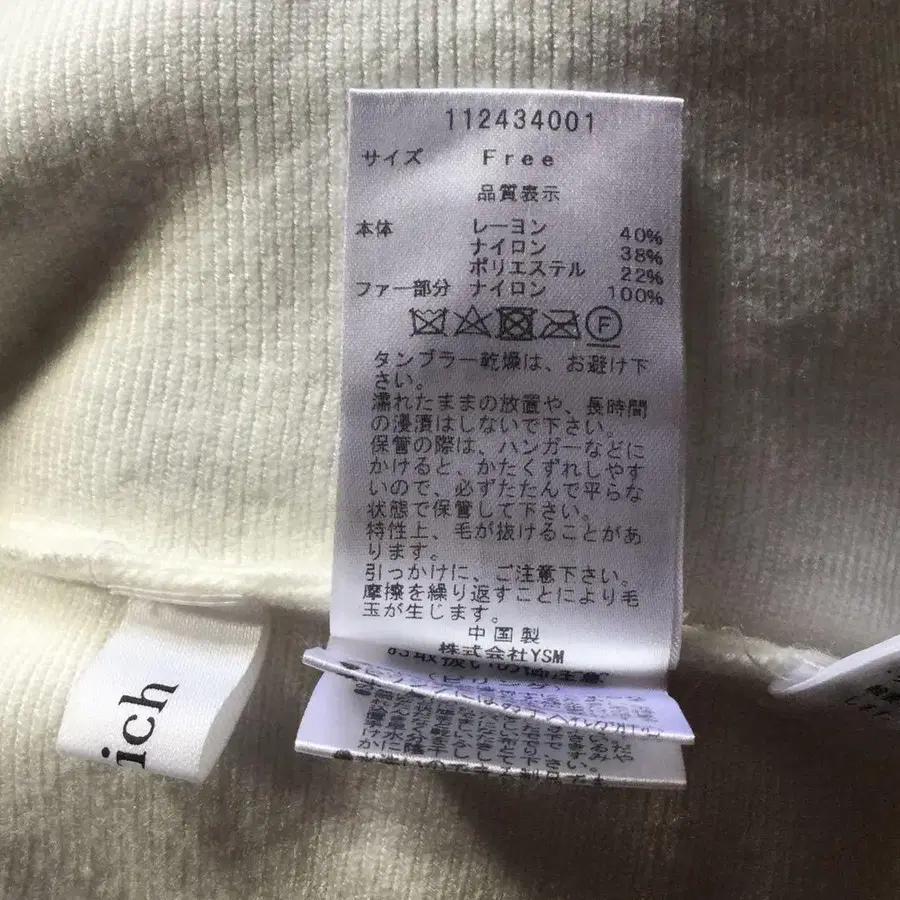 112434001
サイズ Free
品質表示
本体 レーヨン 40%
ナイロン 38%
ポリエステル 22%
ファー部分 ナイロン 100%
F
タンブラー乾燥は、お避け下
さい。
濡れたままの放置や、長時間
の浸漬はしないで下さい。
保管の際は、ハンガーなどに
かけると、かたくずれしやす
いので、必ずたたんで平らな
状態で保管して下さい。
特性上、毛が抜けることがあ
ります。
引っかけに、ご注意下さい。
摩擦を繰り返すことにより毛
玉が生じます。
中国製
株式会社YSM
お取扱いの御注意
ich